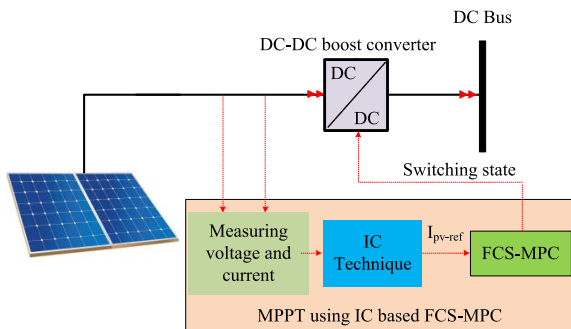 DC Bus
DC-DC boost converter
DC
DC
Switching state
Measuring
voltage and
current
IC
Technique
I_pv-ref
FCS-MPC
MPPT using IC based FCS-MPC